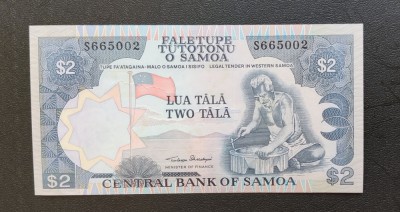 FALETUPE
TUTOTONU
O SAMOA
S665002
S665002
TUPE FA'ATAGAINA-MALO O SAMOA I SISIFO
LEGAL TENDER IN WESTERN SAMOA
$2
$2
LUA TĀLĀ
TWO TĀLĀ
MINISTER OF FINANCE
$2
CENTRAL BANK OF SAMOA
$2